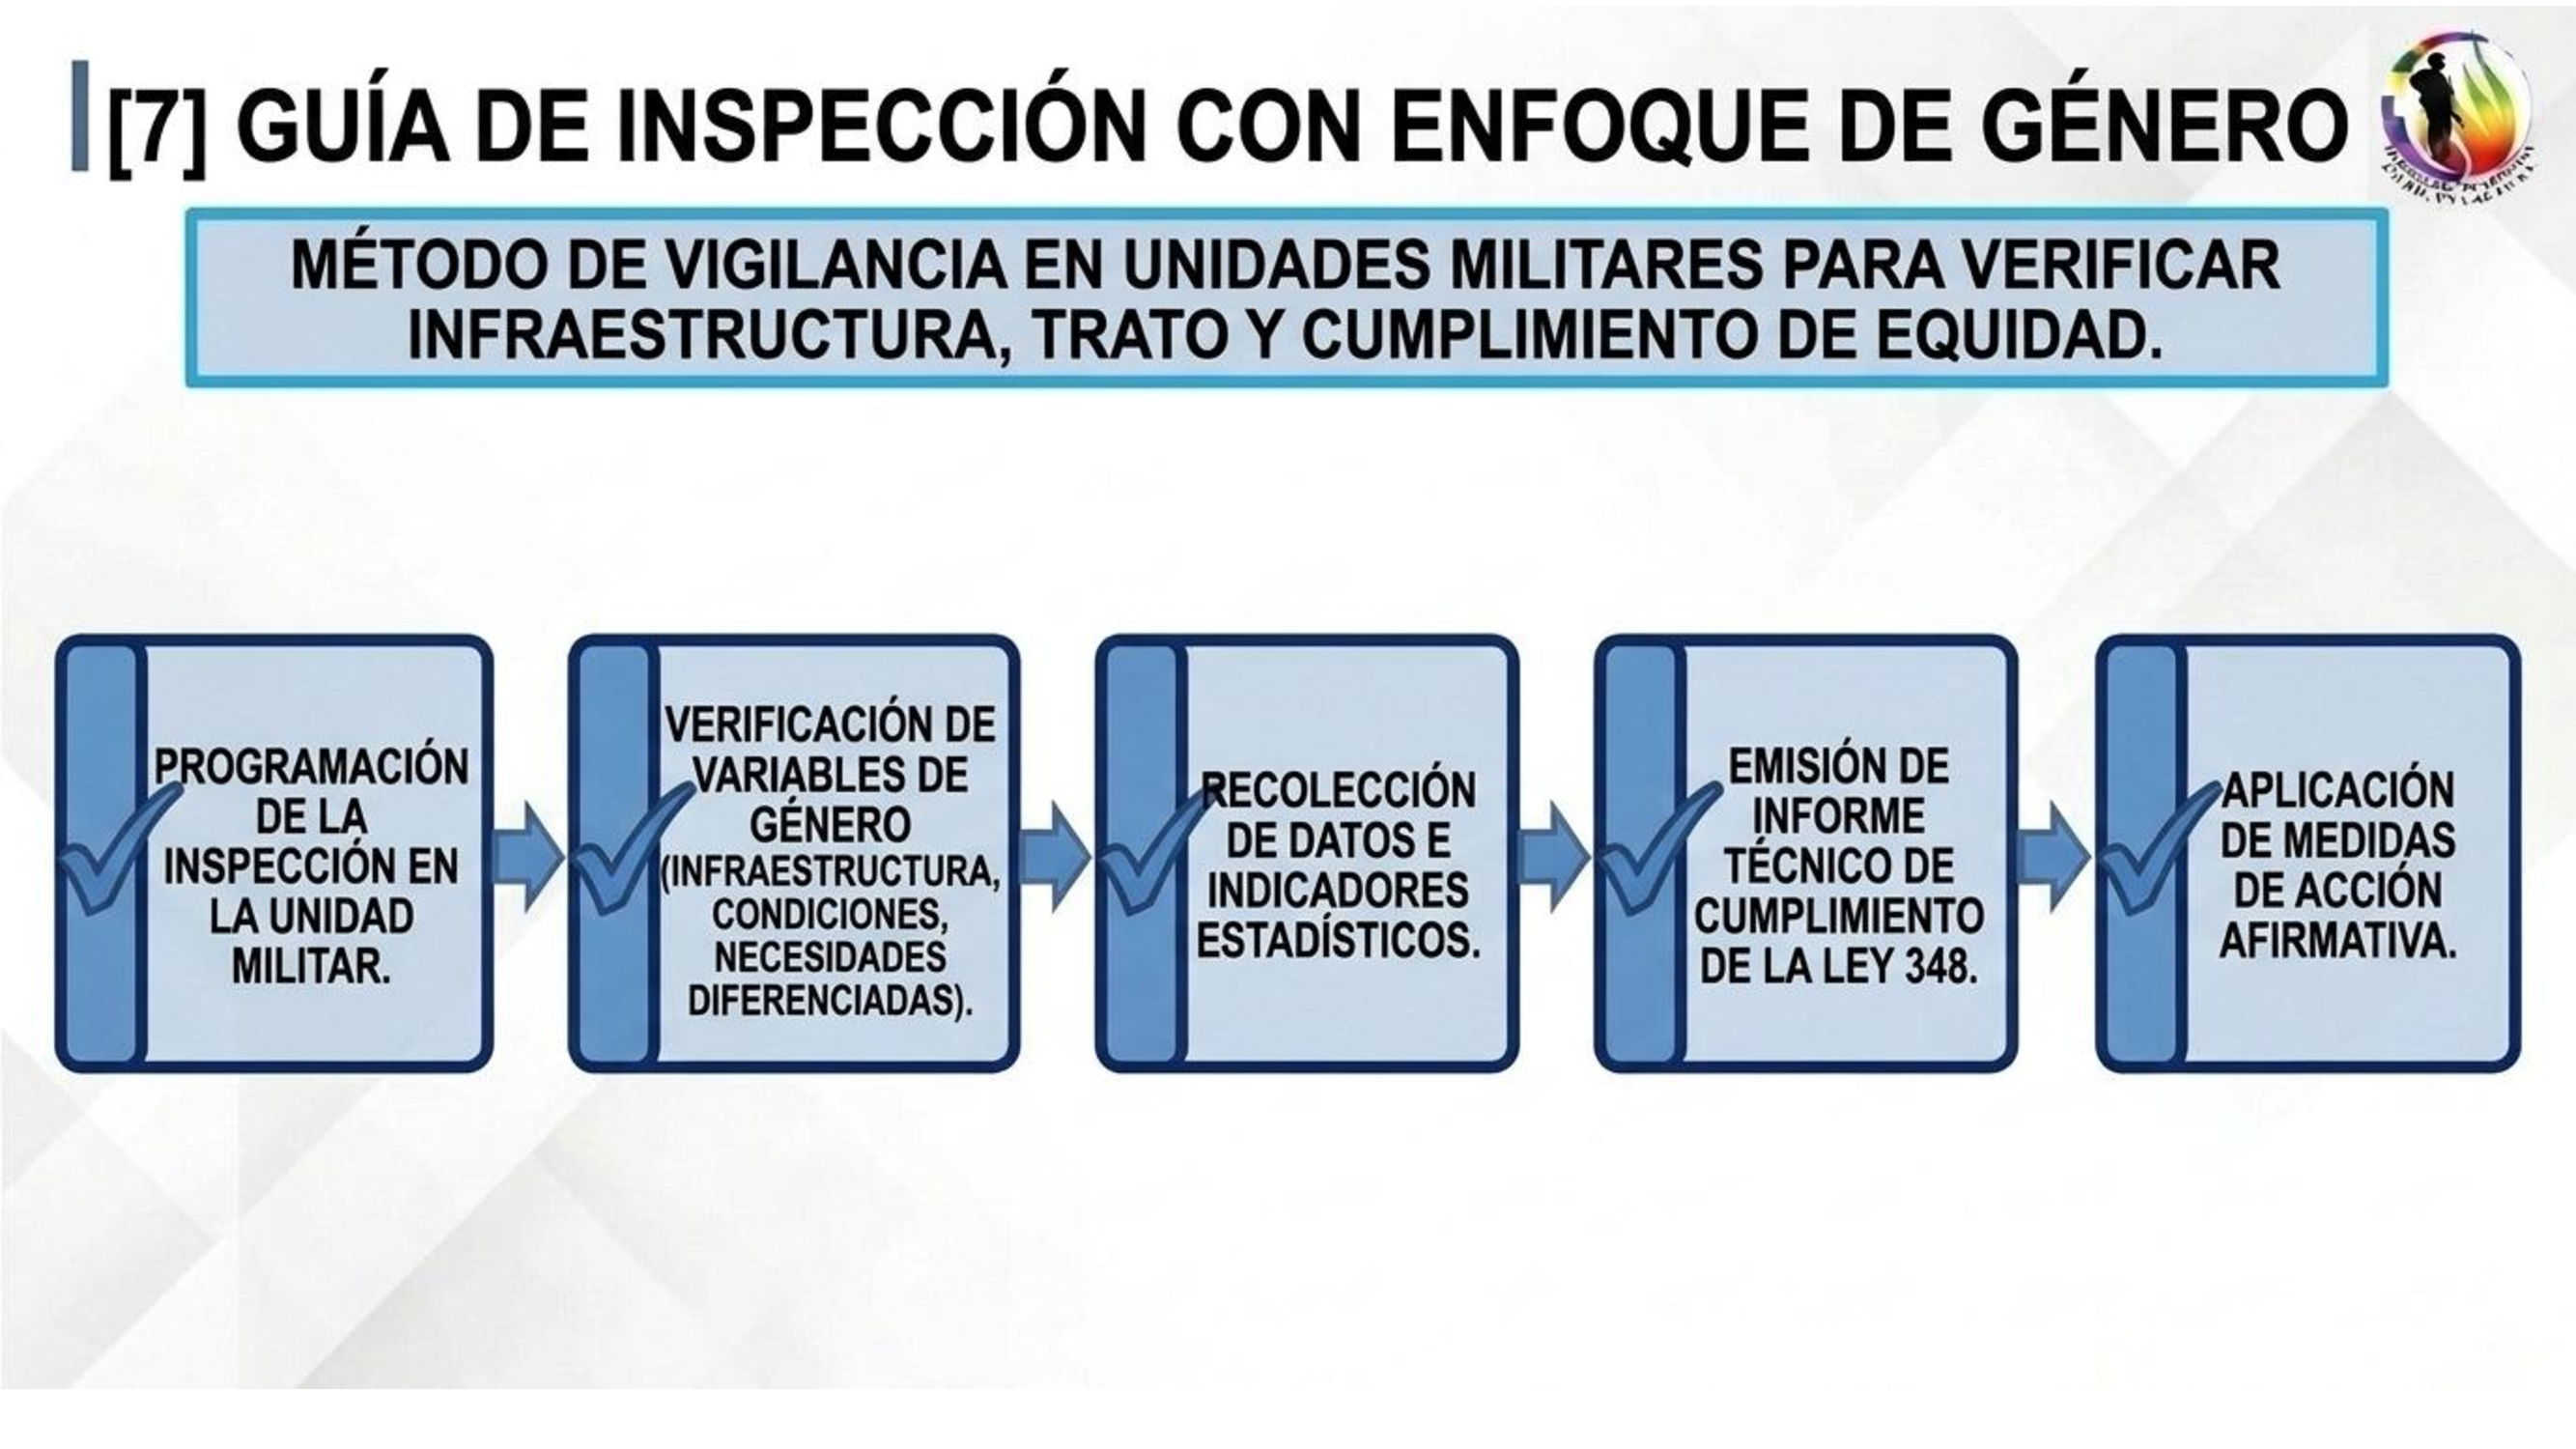 [7] GUÍA DE INSPECCIÓN CON ENFOQUE DE GÉNERO
MÉTODO DE VIGILANCIA EN UNIDADES MILITARES PARA VERIFICAR
INFRAESTRUCTURA, TRATO Y CUMPLIMIENTO DE EQUIDAD.
PROGRAMACIÓN
DE LA
INSPECCIÓN EN
LA UNIDAD
MILITAR.
VERIFICACIÓN DE
VARIABLES DE
GÉNERO
(INFRAESTRUCTURA,
CONDICIONES,
NECESIDADES
DIFERENCIADAS).
RECOLECCIÓN
DE DATOS E
INDICADORES
ESTADÍSTICOS.
EMISIÓN DE
INFORME
TÉCNICO DE
CUMPLIMIENTO
DE LA LEY 348.
APLICACIÓN
DE MEDIDAS
DE ACCIÓN
AFIRMATIVA.